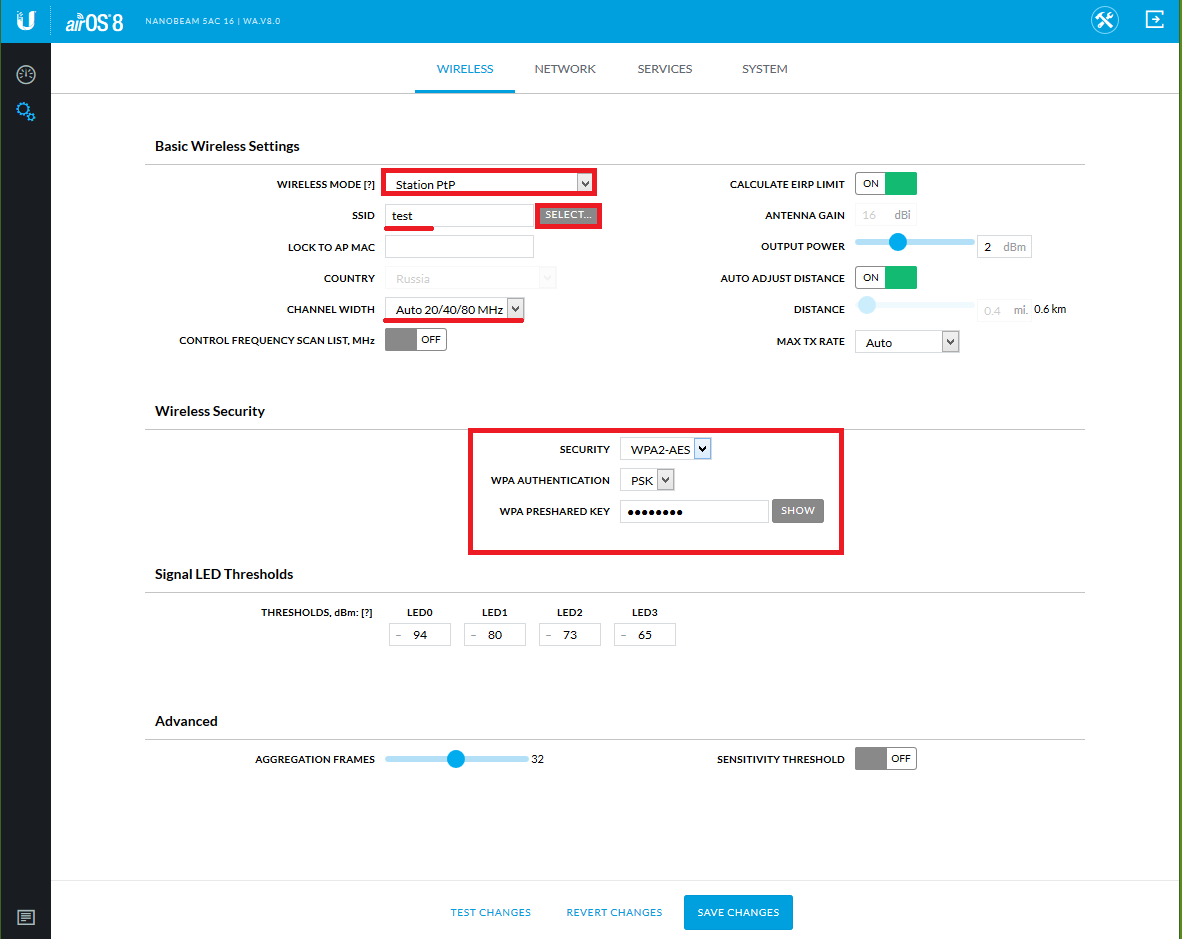 airOS 8 NANOBEAM 5AC 16 | WA.V8.0
WIRELESS NETWORK SERVICES SYSTEM
Basic Wireless Settings
WIRELESS MODE [?] Station PtP
SSID test SELECT...
LOCK TO AP MAC
COUNTRY Russia
CHANNEL WIDTH Auto 20/40/80 MHz
CONTROL FREQUENCY SCAN LIST, MHz OFF
CALCULATE EIRP LIMIT ON
ANTENNA GAIN 16 dBi
OUTPUT POWER 2 dBm
AUTO ADJUST DISTANCE ON
DISTANCE 0.4 mi. 0.6 km
MAX TX RATE Auto
Wireless Security
SECURITY WPA2-AES
WPA AUTHENTICATION PSK
WPA PRESHARED KEY ●●●●●●●● SHOW
Signal LED Thresholds
THRESHOLDS, dBm: [?] LED0 LED1 LED2 LED3
– 94 – 80 – 73 – 65
Advanced
AGGREGATION FRAMES 32
SENSITIVITY THRESHOLD OFF
TEST CHANGES REVERT CHANGES SAVE CHANGES